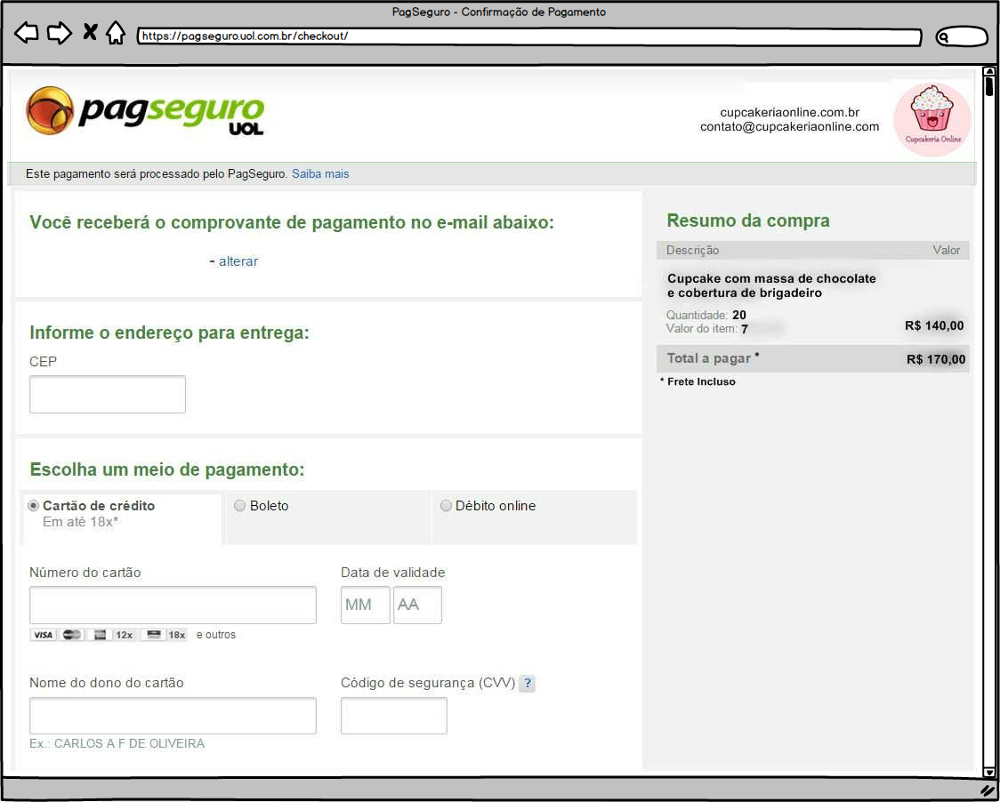 PagSeguro - Confirmação de Pagamento
https://pagseguro.uol.com.br/checkout/
pagseguro
UOL
cupcakeriaonline.com.br
contato@cupcakeriaonline.com
Cupcakeria Online
Este pagamento será processado pelo PagSeguro. Saiba mais
Você receberá o comprovante de pagamento no e-mail abaixo:
- alterar
Informe o endereço para entrega:
CEP
Escolha um meio de pagamento:
Cartão de crédito
Em até 18x*
Boleto
Débito online
Número do cartão
Data de validade
MM AA
VISA 12x 18x e outros
Nome do dono do cartão
Código de segurança (CVV) ?
Ex.: CARLOS A F DE OLIVEIRA
Resumo da compra
Descrição Valor
Cupcake com massa de chocolate
e cobertura de brigadeiro
Quantidade: 20
Valor do item: 7
R$ 140,00
Total a pagar * R$ 170,00
* Frete Incluso